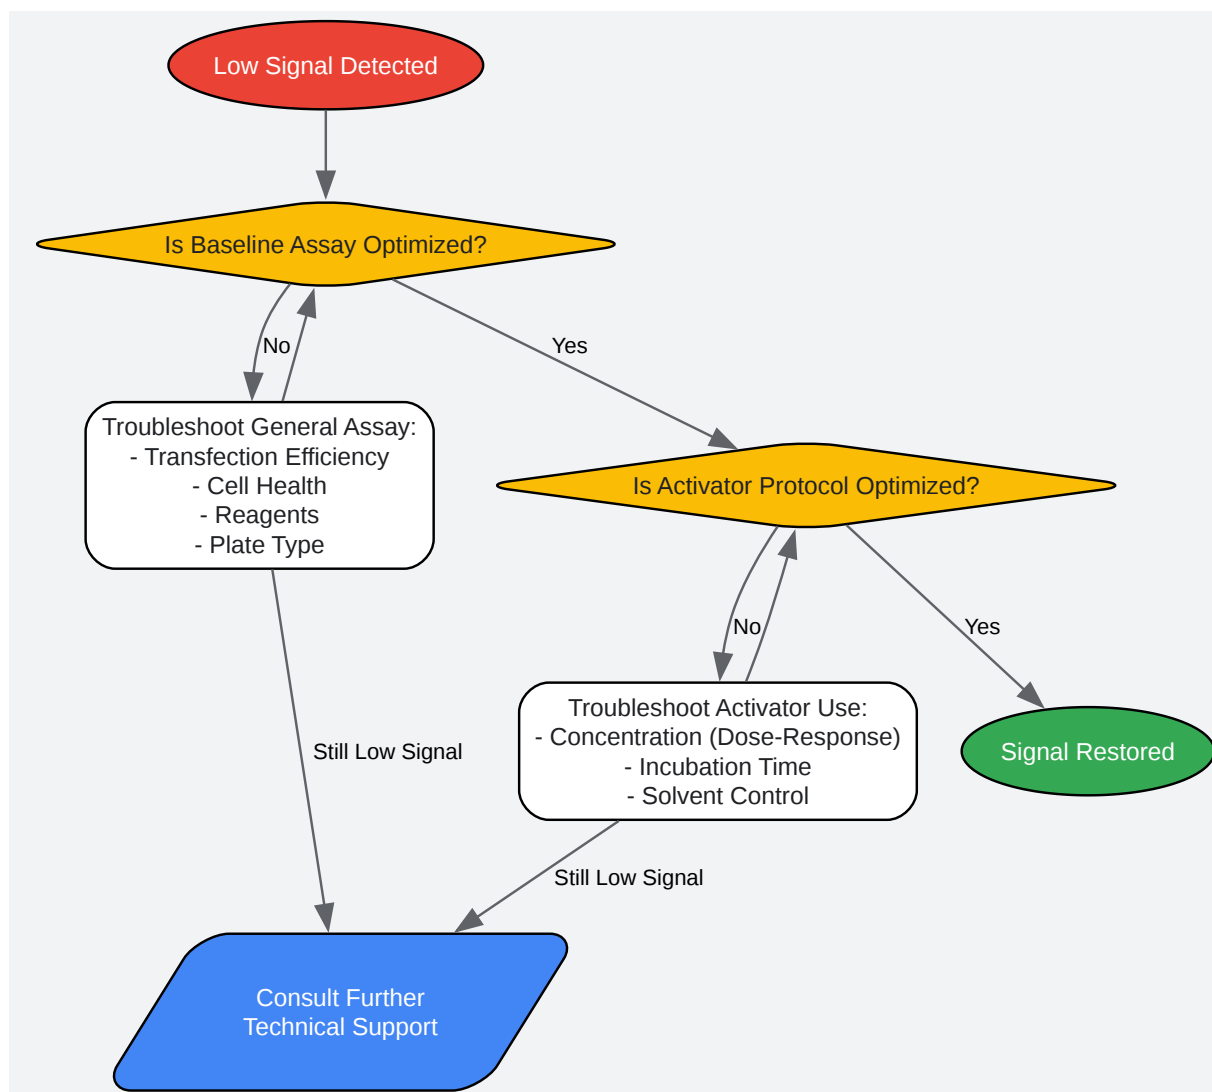 Low Signal Detected
Is Baseline Assay Optimized?
No
Yes
Troubleshoot General Assay:
- Transfection Efficiency
- Cell Health
- Reagents
- Plate Type
Is Activator Protocol Optimized?
No
Yes
Troubleshoot Activator Use:
- Concentration (Dose-Response)
- Incubation Time
- Solvent Control
Signal Restored
Still Low Signal
Still Low Signal
Consult Further
Technical Support